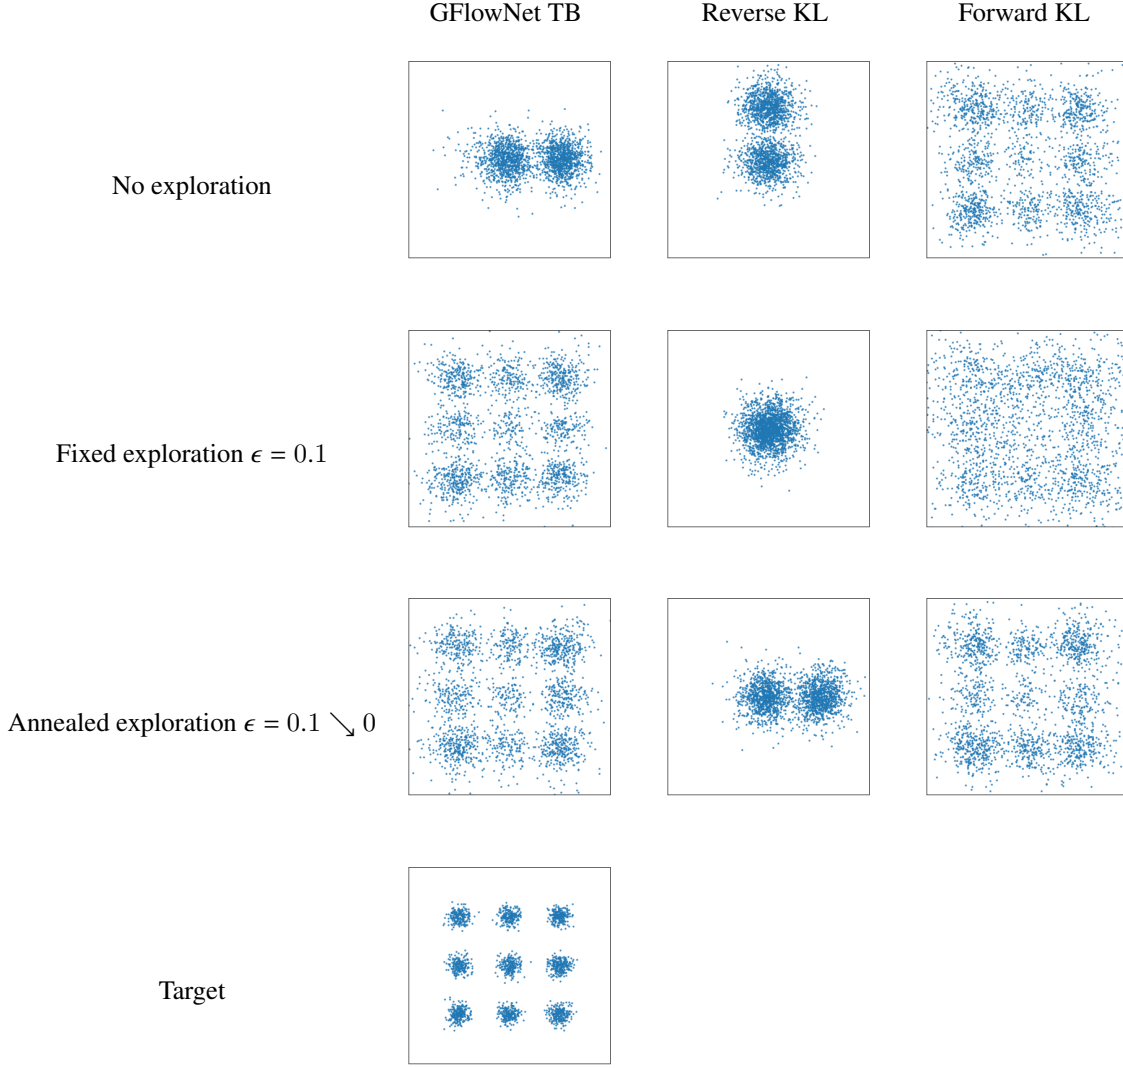 GFlowNet TB Reverse KL Forward KL
No exploration
Fixed exploration ϵ = 0.1
Annealed exploration ϵ = 0.1 ↘ 0
Target